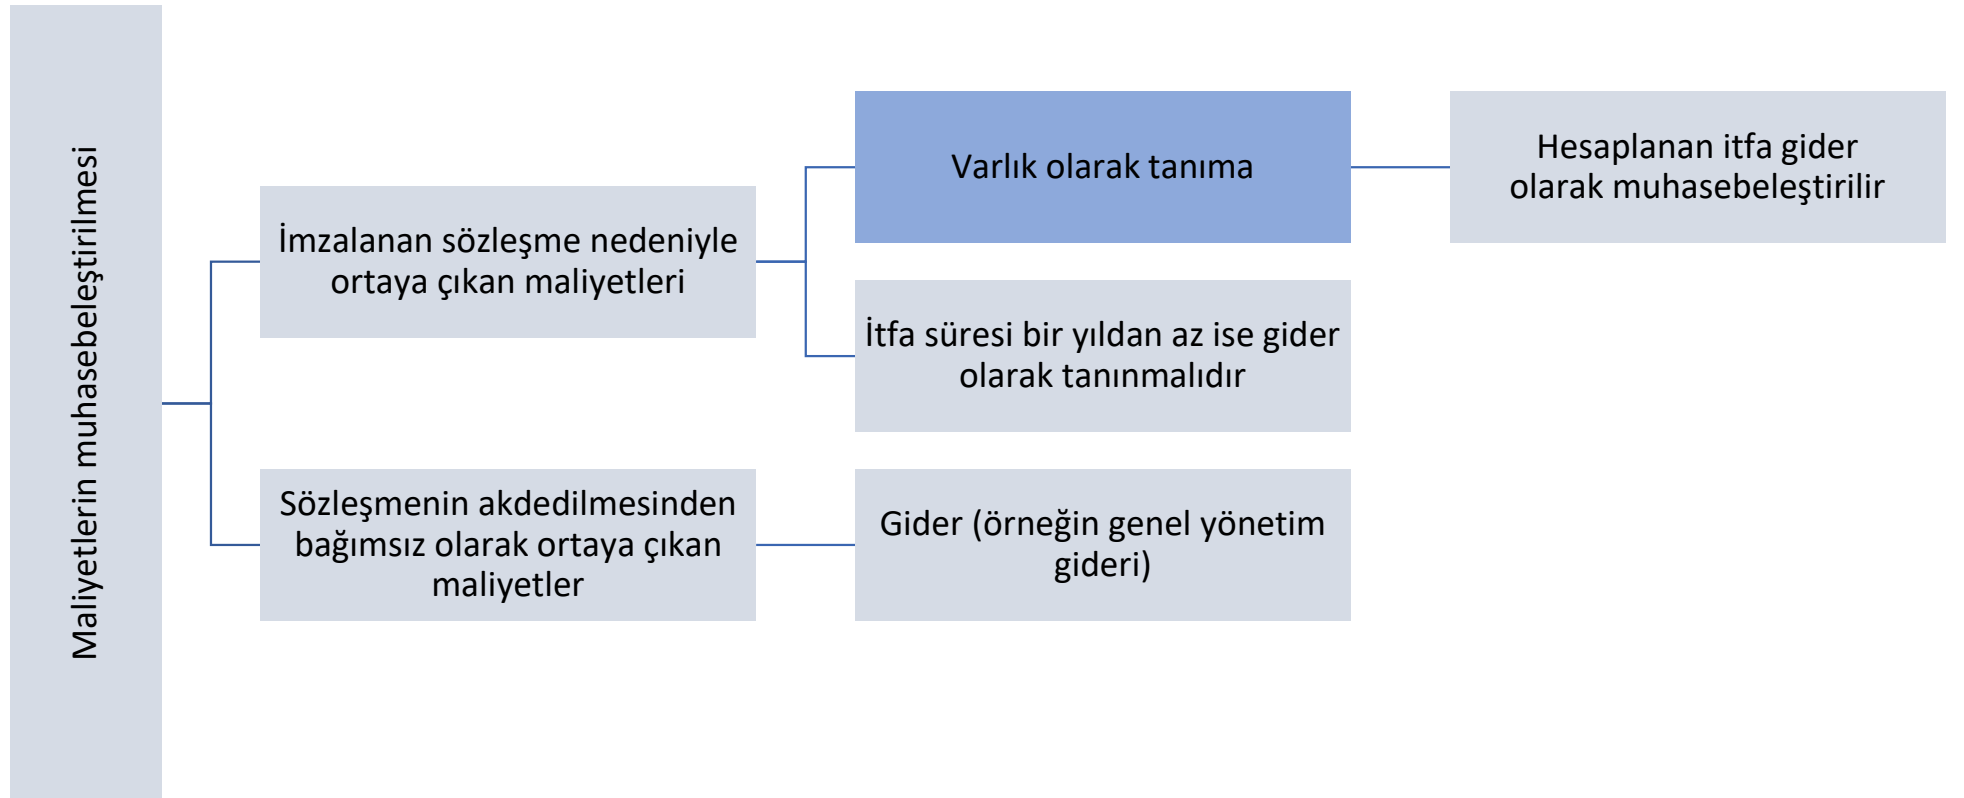 Maliyetlerin muhasebeleştirilmesi
İmzalanan sözleşme nedeniyle
ortaya çıkan maliyetleri
Varlık olarak tanıma
Hesaplanan itfa gider
olarak muhasebeleştirilir
İtfa süresi bir yıldan az ise gider
olarak tanınmalıdır
Sözleşmenin akdedilmesinden
bağımsız olarak ortaya çıkan
maliyetler
Gider (örneğin genel yönetim
gideri)